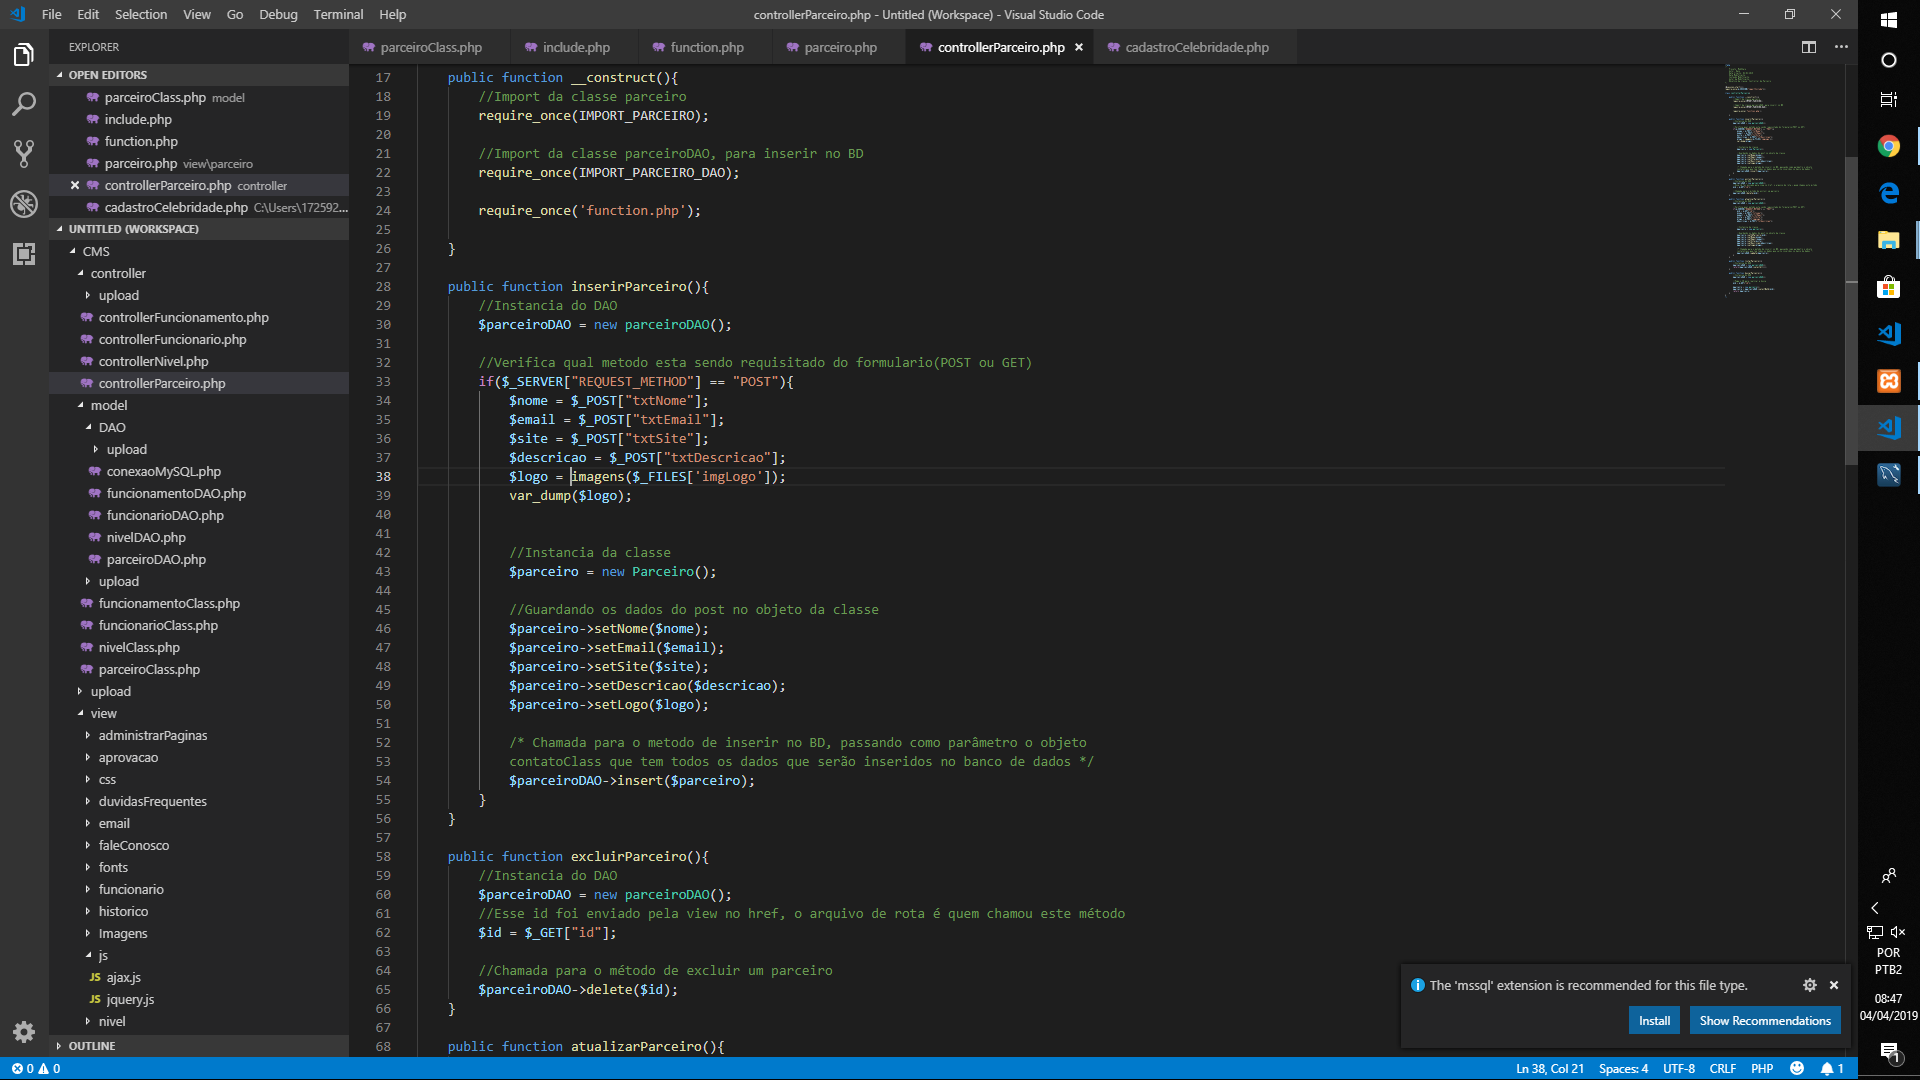 File Edit Selection View Go Debug Terminal Help
controllerParceiro.php - Untitled (Workspace) - Visual Studio Code
EXPLORER
OPEN EDITORS
parceiroClass.php model
include.php
function.php
parceiro.php view\parceiro
controllerParceiro.php controller
cadastroCelebridade.php C:\Users\172592...
UNTITLED (WORKSPACE)
CMS
controller
upload
controllerFuncionamento.php
controllerFuncionario.php
controllerNivel.php
controllerParceiro.php
model
DAO
upload
conexaoMySQL.php
funcionamentoDAO.php
funcionarioDAO.php
nivelDAO.php
parceiroDAO.php
upload
funcionamentoClass.php
funcionarioClass.php
nivelClass.php
parceiroClass.php
upload
view
administrarPaginas
aprovacao
css
duvidasFrequentes
email
faleConosco
fonts
funcionario
historico
Imagens
js
JS ajax.js
JS jquery.js
nivel
OUTLINE
parceiroClass.php include.php function.php parceiro.php controllerParceiro.php cadastroCelebridade.php
17 public function __construct(){
18 //Import da classe parceiro
19 require_once(IMPORT_PARCEIRO);
20
21 //Import da classe parceiroDAO, para inserir no BD
22 require_once(IMPORT_PARCEIRO_DAO);
23
24 require_once('function.php');
25
26 }
27
28 public function inserirParceiro(){
29 //Instancia do DAO
30 $parceiroDAO = new parceiroDAO();
31
32 //Verifica qual metodo esta sendo requisitado do formulario(POST ou GET)
33 if($_SERVER["REQUEST_METHOD"] == "POST"){
34 $nome = $_POST["txtNome"];
35 $email = $_POST["txtEmail"];
36 $site = $_POST["txtSite"];
37 $descricao = $_POST["txtDescricao"];
38 $logo = imagens($_FILES['imgLogo']);
39 var_dump($logo);
40
41
42 //Instancia da classe
43 $parceiro = new Parceiro();
44
45 //Guardando os dados do post no objeto da classe
46 $parceiro->setNome($nome);
47 $parceiro->setEmail($email);
48 $parceiro->setSite($site);
49 $parceiro->setDescricao($descricao);
50 $parceiro->setLogo($logo);
51
52 /* Chamada para o metodo de inserir no BD, passando como parâmetro o objeto
53 contatoClass que tem todos os dados que serão inseridos no banco de dados */
54 $parceiroDAO->insert($parceiro);
55 }
56 }
57
58 public function excluirParceiro(){
59 //Instancia do DAO
60 $parceiroDAO = new parceiroDAO();
61 //Esse id foi enviado pela view no href, o arquivo de rota é quem chamou este método
62 $id = $_GET["id"];
63
64 //Chamada para o método de excluir um parceiro
65 $parceiroDAO->delete($id);
66 }
67
68 public function atualizarParceiro(){
The 'mssql' extension is recommended for this file type.
Install Show Recommendations
0 0
Ln 38, Col 21 Spaces: 4 UTF-8 CRLF PHP 1
POR
PTB2
08:47
04/04/2019
1